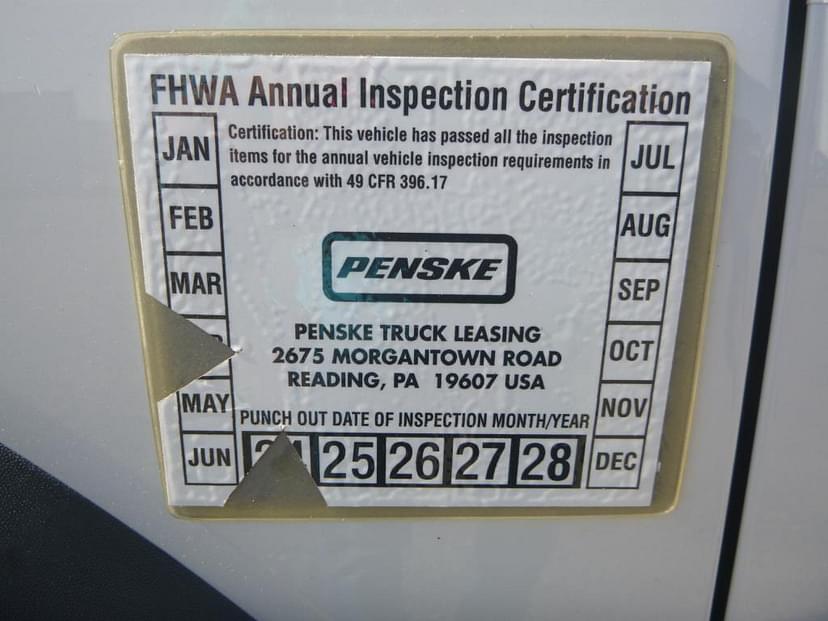 FHWA Annual Inspection Certification
Certification: This vehicle has passed all the inspection
items for the annual vehicle inspection requirements in
accordance with 49 CFR 396.17
JAN
FEB
MAR
MAY
JUN
PENSKE
PENSKE TRUCK LEASING
2675 MORGANTOWN ROAD
READING, PA 19607 USA
PUNCH OUT DATE OF INSPECTION MONTH/YEAR
25 26 27 28
JUL
AUG
SEP
OCT
NOV
DEC